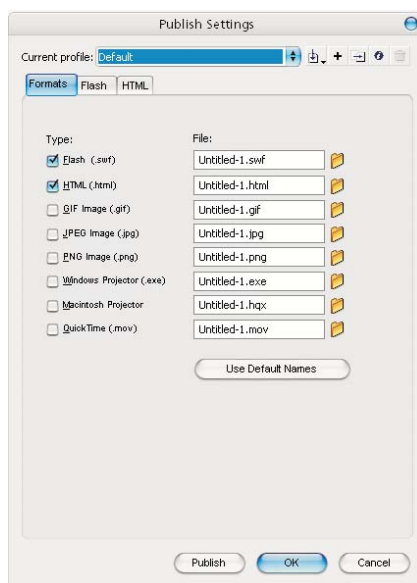 Publish Settings
Current profile: Default
Formats Flash HTML
Type: File:
Flash (.swf) Untitled-1.swf
HTML (.html) Untitled-1.html
GIF Image (.gif) Untitled-1.gif
JPEG Image (.jpg) Untitled-1.jpg
PNG Image (.png) Untitled-1.png
Windows Projector (.exe) Untitled-1.exe
Macintosh Projector Untitled-1.hqx
QuickTime (.mov) Untitled-1.mov
Use Default Names
Publish OK Cancel